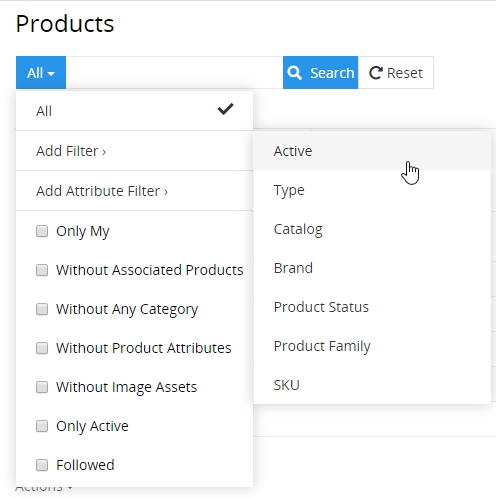 Products
All
Search
Reset
All
Add Filter ›
Add Attribute Filter ›
Only My
Without Associated Products
Without Any Category
Without Product Attributes
Without Image Assets
Only Active
Followed
Active
Type
Catalog
Brand
Product Status
Product Family
SKU
Actions